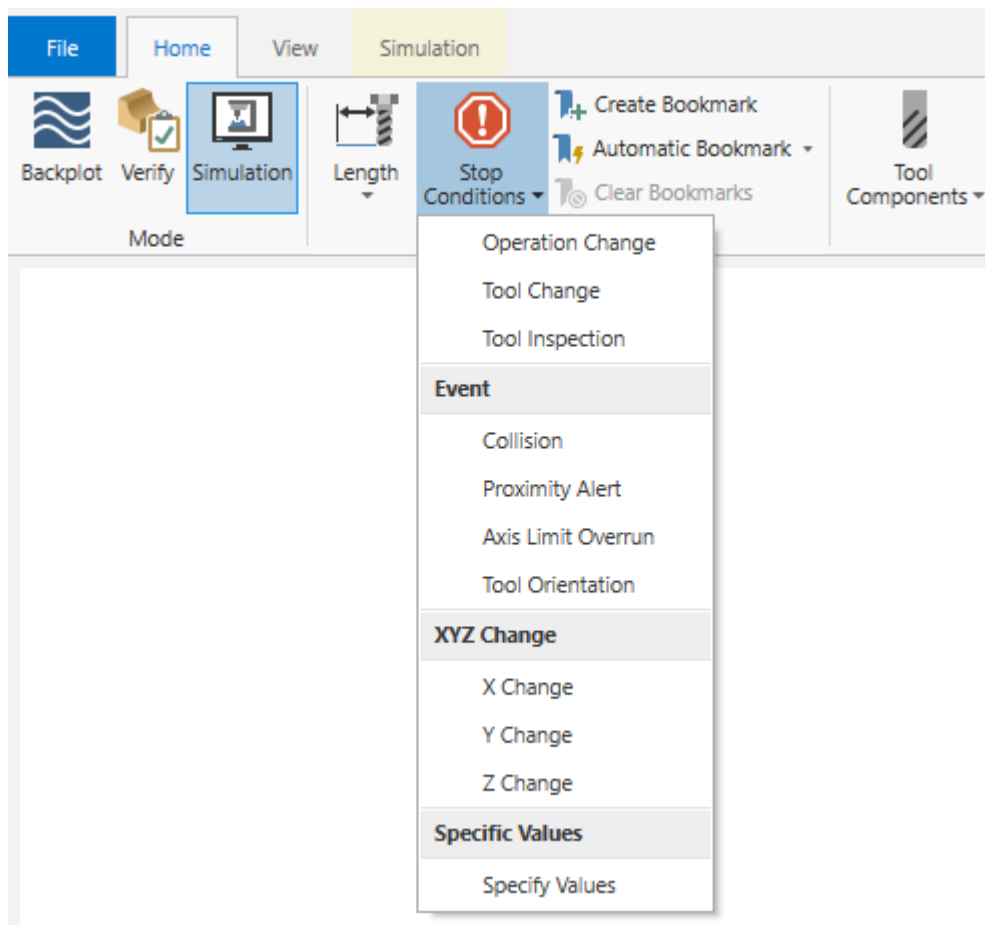 File Home View Simulation
Create Bookmark
Automatic Bookmark
Backplot Verify Simulation Length Stop Conditions Clear Bookmarks Tool Components
Mode
Operation Change
Tool Change
Tool Inspection
Event
Collision
Proximity Alert
Axis Limit Overrun
Tool Orientation
XYZ Change
X Change
Y Change
Z Change
Specific Values
Specify Values